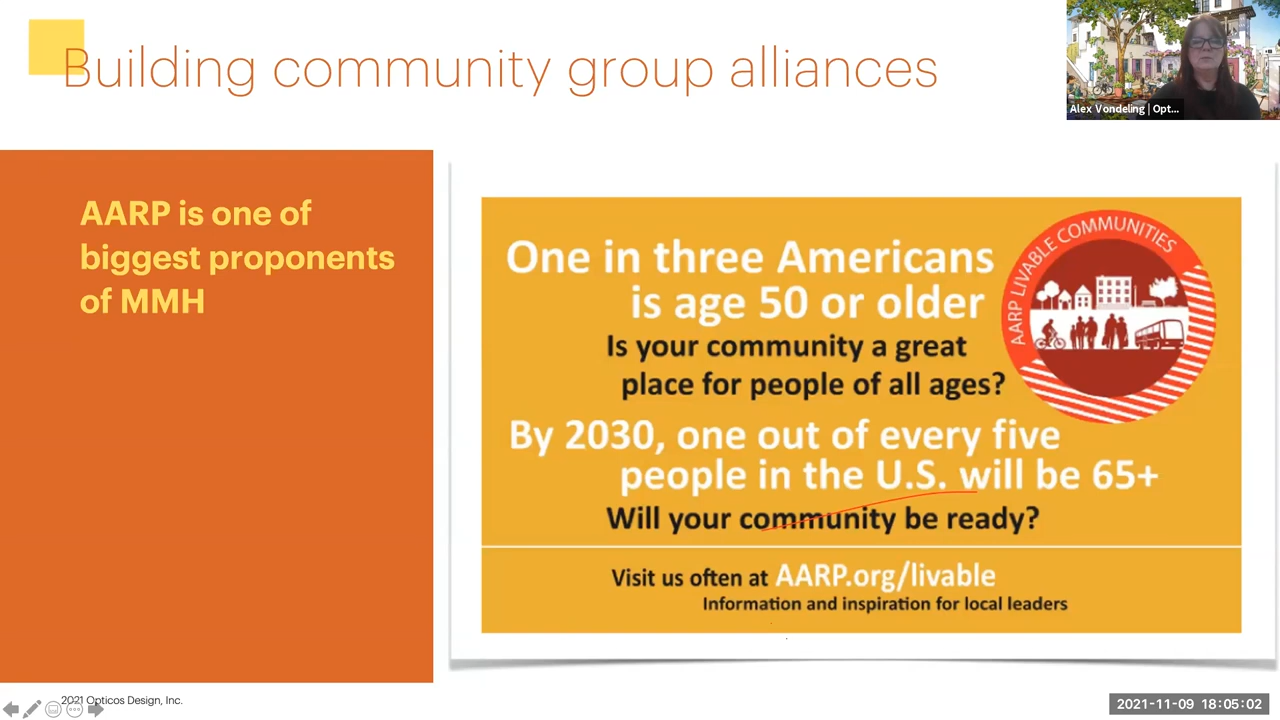 Building community group alliances
Alex Vondeling | Opt...
AARP is one of
biggest proponents
of MMH
One in three Americans
is age 50 or older
Is your community a great
place for people of all ages?
AARP LIVABLE COMMUNITIES
By 2030, one out of every five
people in the U.S. will be 65+
Will your community be ready?
Visit us often at AARP.org/livable
Information and inspiration for local leaders
2021 Opticos Design, Inc.
2021-11-09 18:05:02